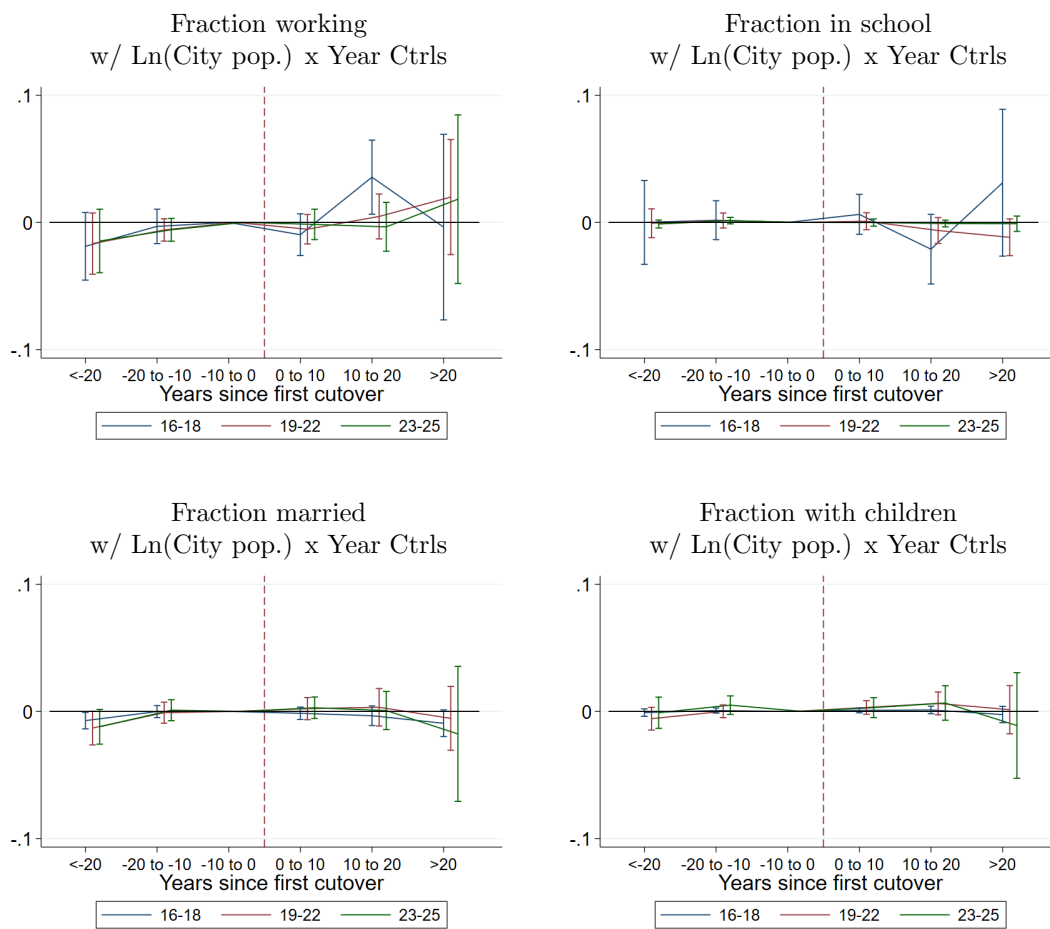 Fraction working
w/ Ln(City pop.) x Year Ctrls
.1
0
-.1
<-20 -20 to -10 -10 to 0 0 to 10 10 to 20 >20
Years since first cutover
16-18 19-22 23-25
Fraction in school
w/ Ln(City pop.) x Year Ctrls
.1
0
-.1
<-20 -20 to -10 -10 to 0 0 to 10 10 to 20 >20
Years since first cutover
16-18 19-22 23-25
Fraction married
w/ Ln(City pop.) x Year Ctrls
.1
0
-.1
<-20 -20 to -10 -10 to 0 0 to 10 10 to 20 >20
Years since first cutover
16-18 19-22 23-25
Fraction with children
w/ Ln(City pop.) x Year Ctrls
.1
0
-.1
<-20 -20 to -10 -10 to 0 0 to 10 10 to 20 >20
Years since first cutover
16-18 19-22 23-25